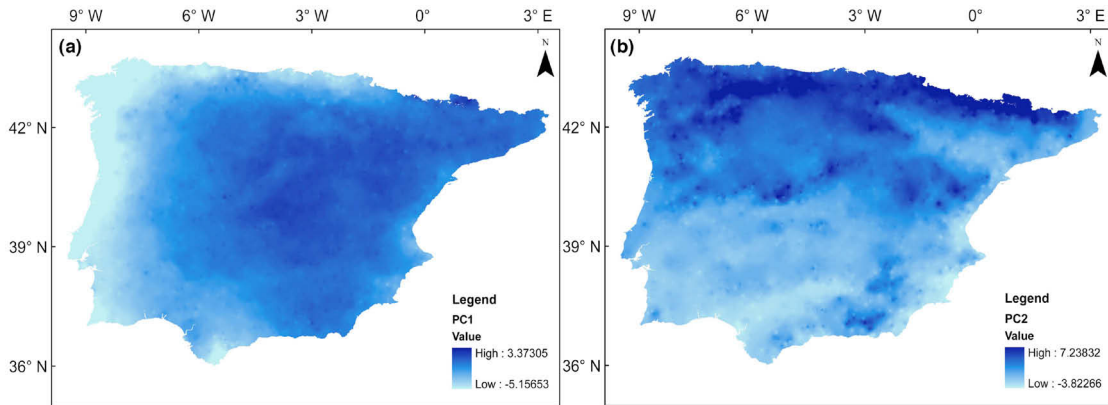 9° W 6° W 3° W 0° 3° E
(a)
N
42° N
39° N
36° N
Legend
PC1
Value
High : 3.37305
Low : -5.15653
9° W 6° W 3° W 0° 3° E
(b)
N
42° N
39° N
36° N
Legend
PC2
Value
High : 7.23832
Low : -3.82266